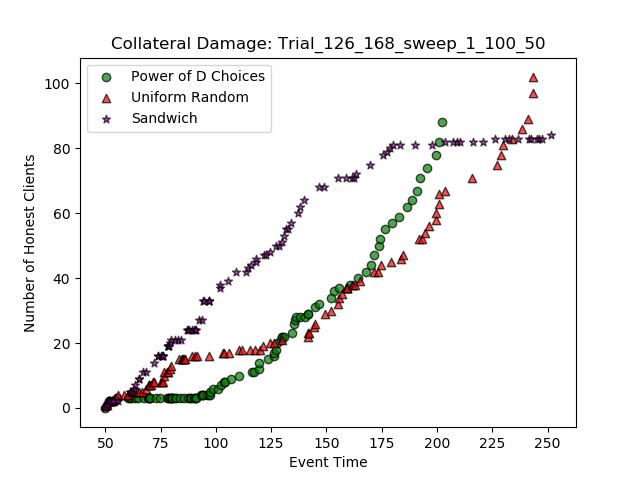 Collateral Damage: Trial_126_168_sweep_1_100_50
Power of D Choices
Uniform Random
Sandwich
Number of Honest Clients
100
80
60
40
20
0
50
75
100
125
150
175
200
225
250
Event Time